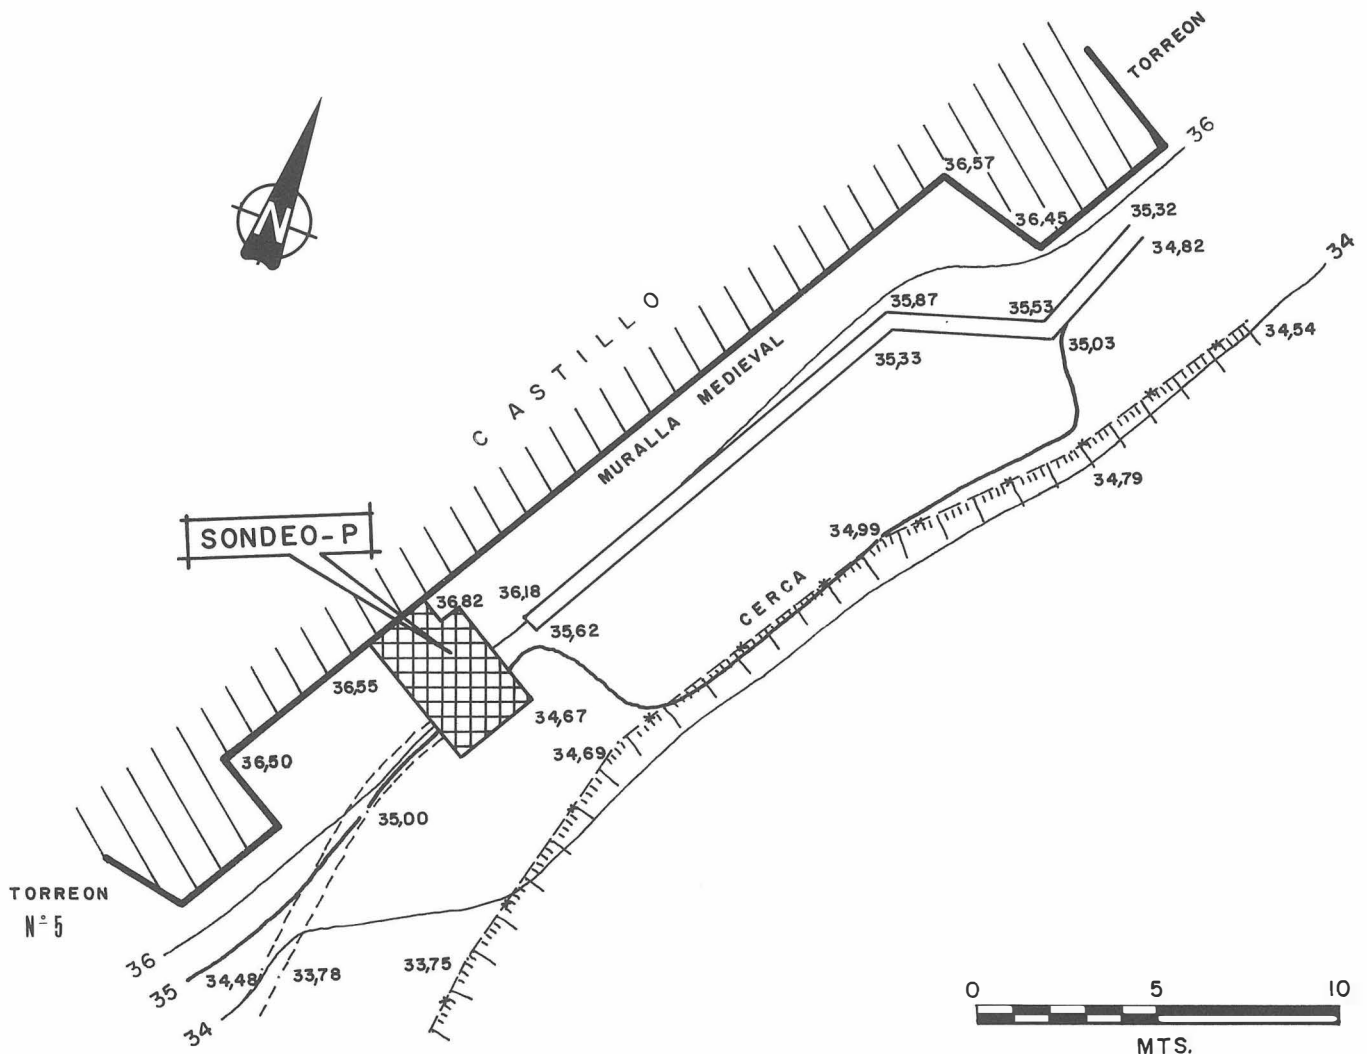 TORREON
36
36,57
36,45
35,32
34,82
34
N
CASTILLO
35,87
35,53
34,54
35,33
35,03
MURALLA MEDIEVAL
34,79
SONDEO-P
34,99
36,82
36,18
CERCA
35,62
36,55
34,67
34,69
36,50
35,00
TORREON
Nº 5
36
35
34,48
33,78
33,75
34
0 5 10
MTS.